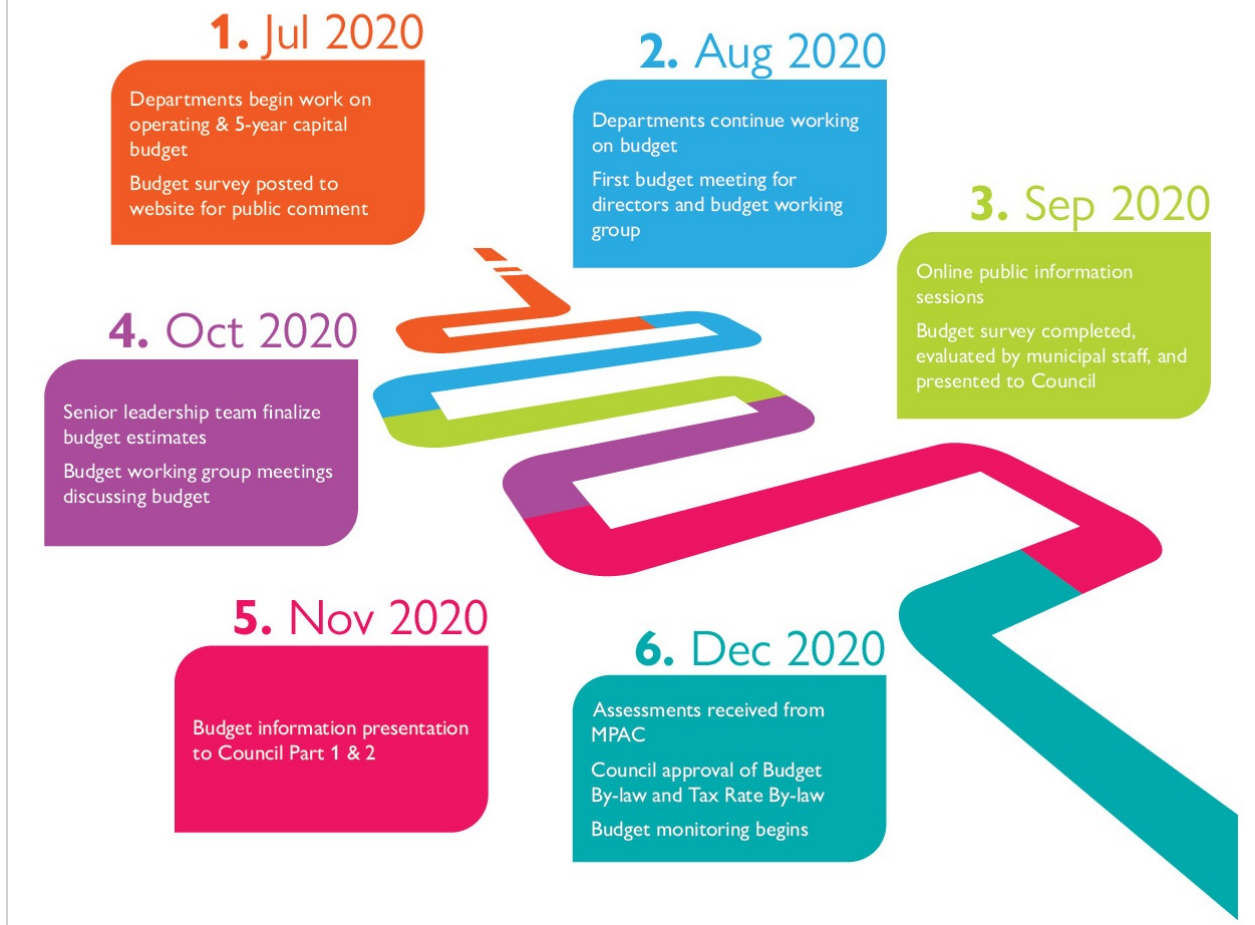 1. Jul 2020
Departments begin work on
operating & 5-year capital
budget
Budget survey posted to
website for public comment
2. Aug 2020
Departments continue working
on budget
First budget meeting for
directors and budget working
group
3. Sep 2020
Online public information
sessions
Budget survey completed,
evaluated by municipal staff, and
presented to Council
4. Oct 2020
Senior leadership team finalize
budget estimates
Budget working group meetings
discussing budget
5. Nov 2020
Budget information presentation
to Council Part 1 & 2
6. Dec 2020
Assessments received from
MPAC
Council approval of Budget
By-law and Tax Rate By-law
Budget monitoring begins